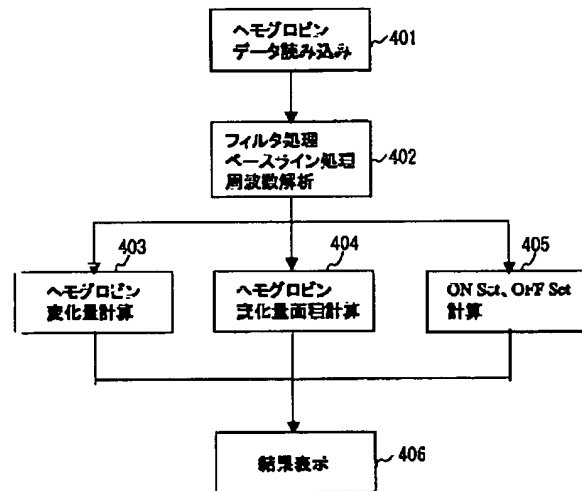 ヘモグロビン
データ読み込み
401
フィルタ処理
ベースライン処理
周波数解析
402
403
ヘモグロビン
変化量計算
404
ヘモグロビン
変化量面積計算
405
ON Set、OFF Set
計算
結果表示
406